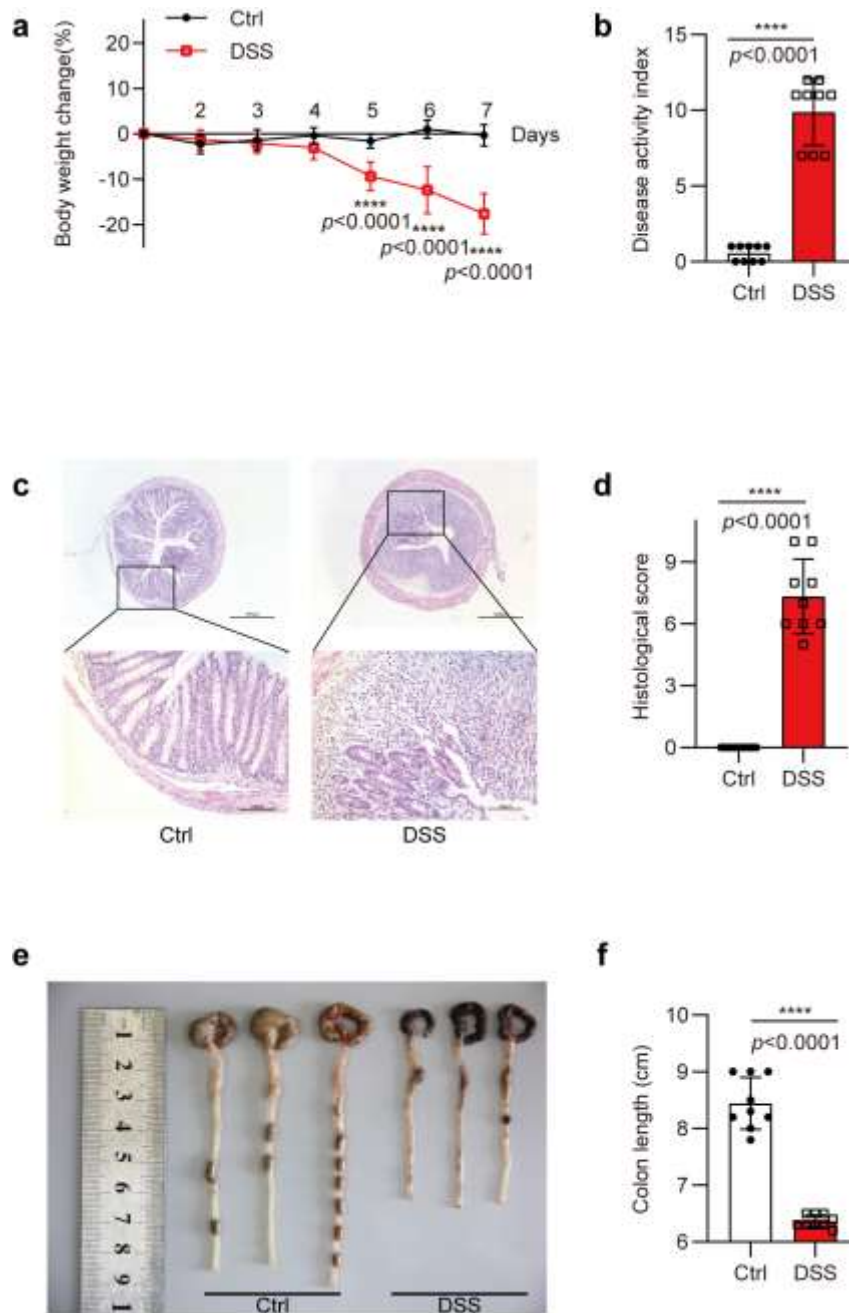 a
Ctrl
DSS
Body weight change(%)
20
10
0
-10
-20
2 3 4 5 6 7
Days
****
p<0.0001
****
p<0.0001
****
p<0.0001
b
****
p<0.0001
Disease activity index
15
10
5
0
Ctrl DSS
c
Ctrl DSS
d
****
p<0.0001
Histological score
9
6
3
0
Ctrl DSS
e
1
2
3
4
5
6
7
8
9
1
Ctrl DSS
f
****
p<0.0001
Colon length (cm)
10
9
8
6
Ctrl DSS